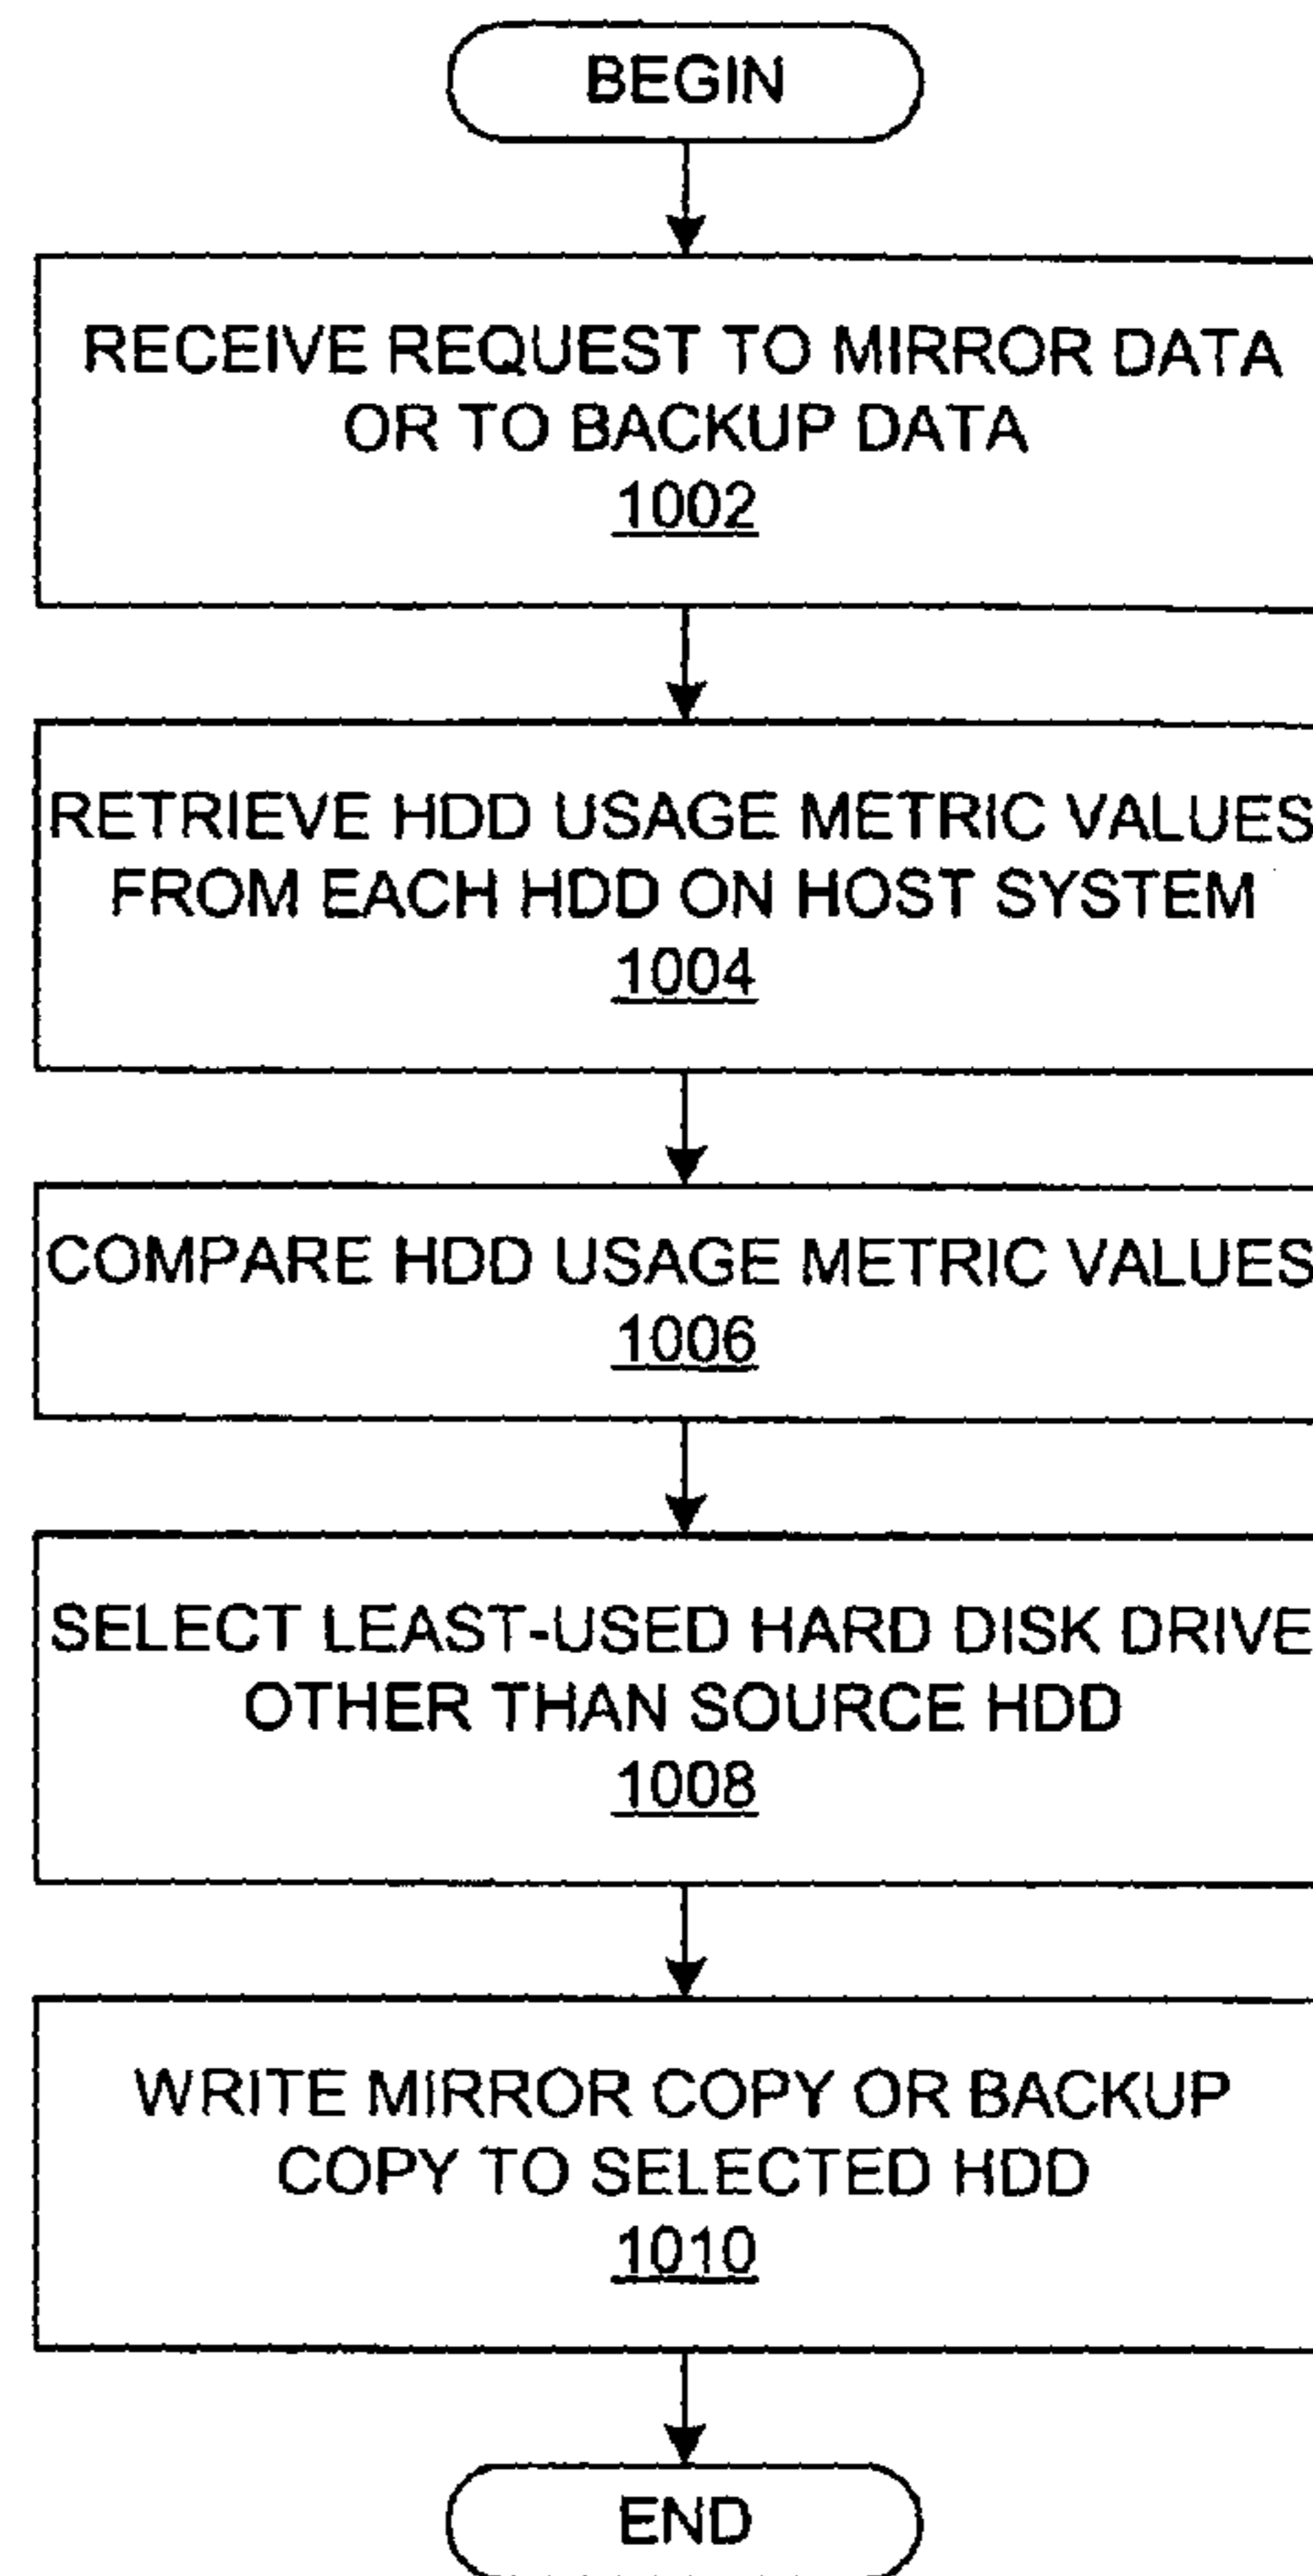 BEGIN
RECEIVE REQUEST TO MIRROR DATA
OR TO BACKUP DATA
1002
RETRIEVE HDD USAGE METRIC VALUES
FROM EACH HDD ON HOST SYSTEM
1004
COMPARE HDD USAGE METRIC VALUES
1006
SELECT LEAST-USED HARD DISK DRIVE
OTHER THAN SOURCE HDD
1008
WRITE MIRROR COPY OR BACKUP
COPY TO SELECTED HDD
1010
END